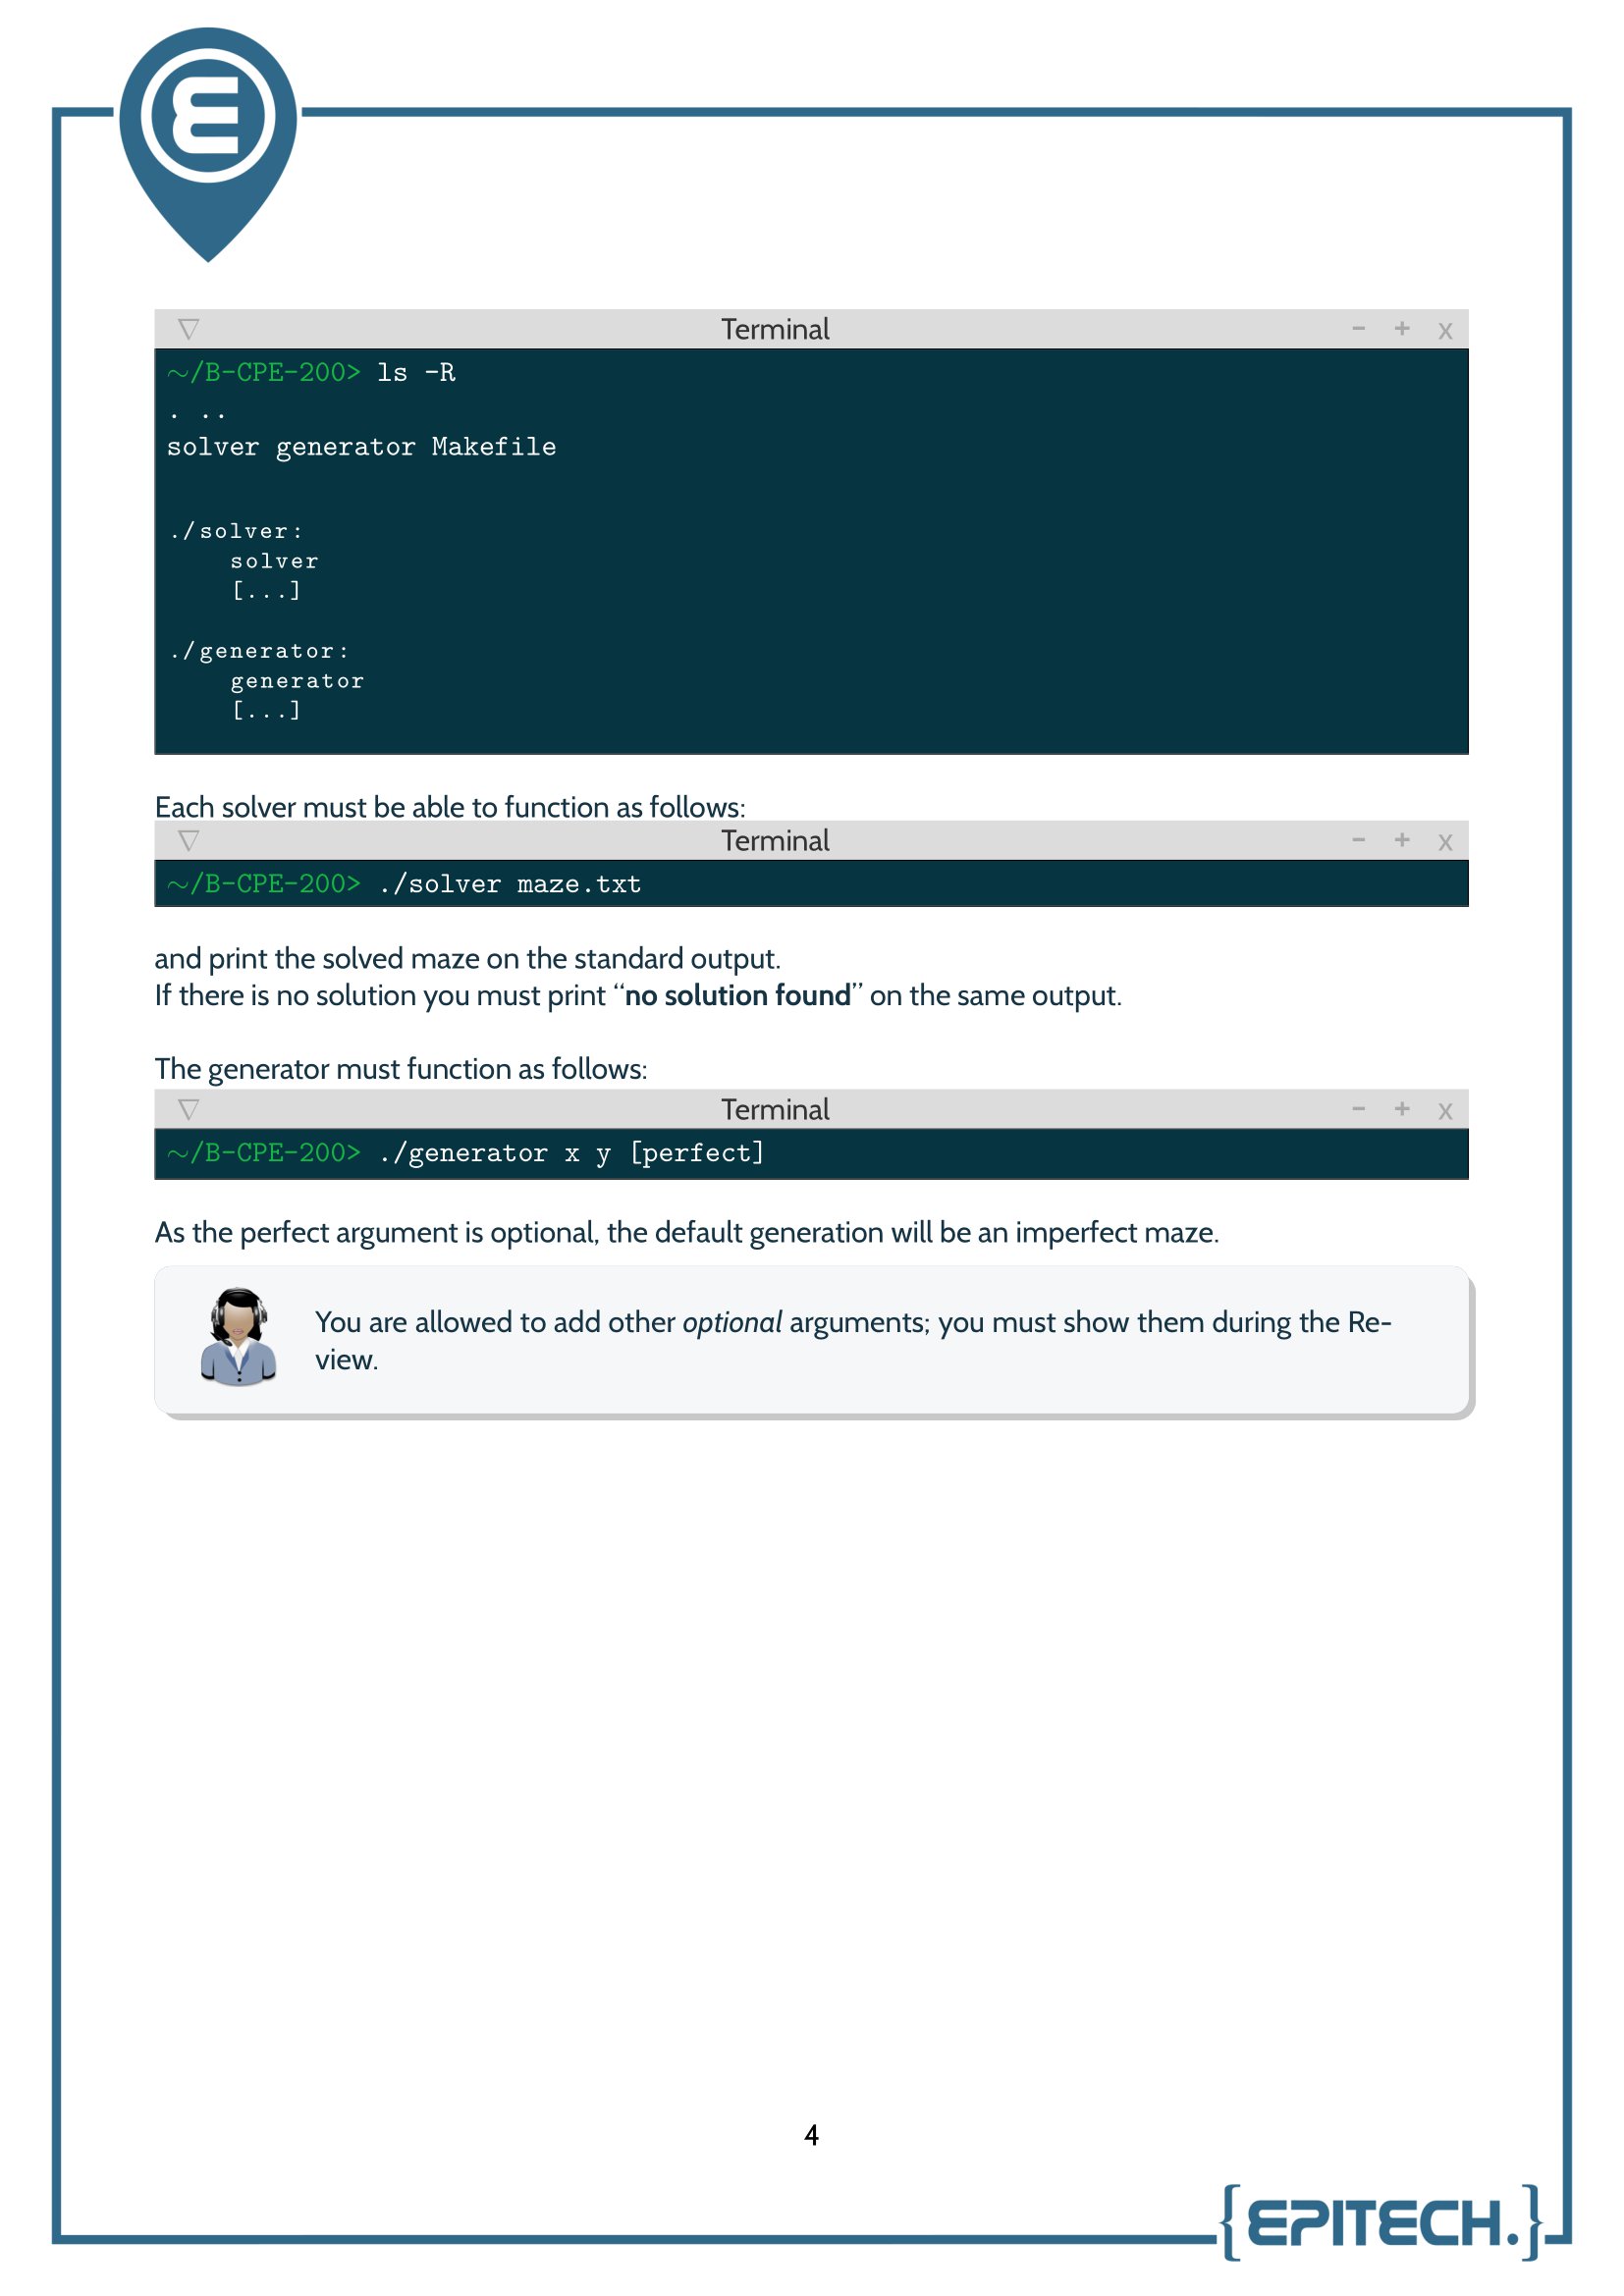 Terminal
- + x
~/B-CPE-200> ls -R
. ..
solver generator Makefile
./solver:
solver
[...]
./generator:
generator
[...]
Each solver must be able to function as follows:
Terminal
- + x
~/B-CPE-200> ./solver maze.txt
and print the solved maze on the standard output.
If there is no solution you must print “no solution found” on the same output.
The generator must function as follows:
Terminal
- + x
~/B-CPE-200> ./generator x y [perfect]
As the perfect argument is optional, the default generation will be an imperfect maze.
You are allowed to add other optional arguments; you must show them during the Re-
view.
4
{EPITECH.}